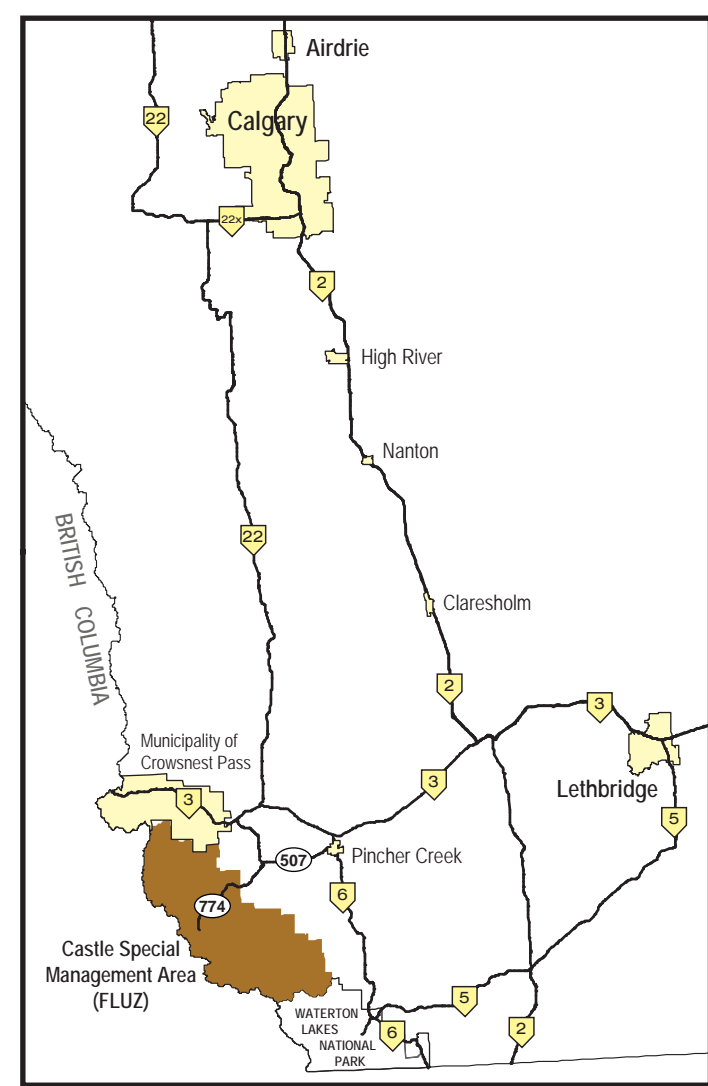 Airdrie
22
Calgary
22x
2
High River
Nanton
22
BRITISH COLUMBIA
Claresholm
2
3
Municipality of
Crowsnest Pass
3
Lethbridge
3
5
507
Pincher Creek
6
774
Castle Special
Management Area
(FLUZ)
5
WATERTON
LAKES
NATIONAL
PARK
6
2